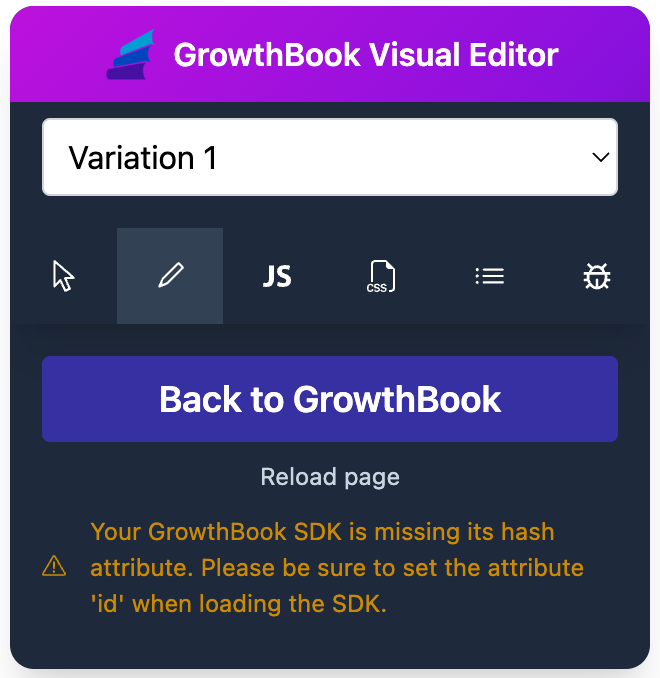 GrowthBook Visual Editor
Variation 1
JS
CSS
Back to GrowthBook
Reload page
Your GrowthBook SDK is missing its hash
attribute. Please be sure to set the attribute
'id' when loading the SDK.